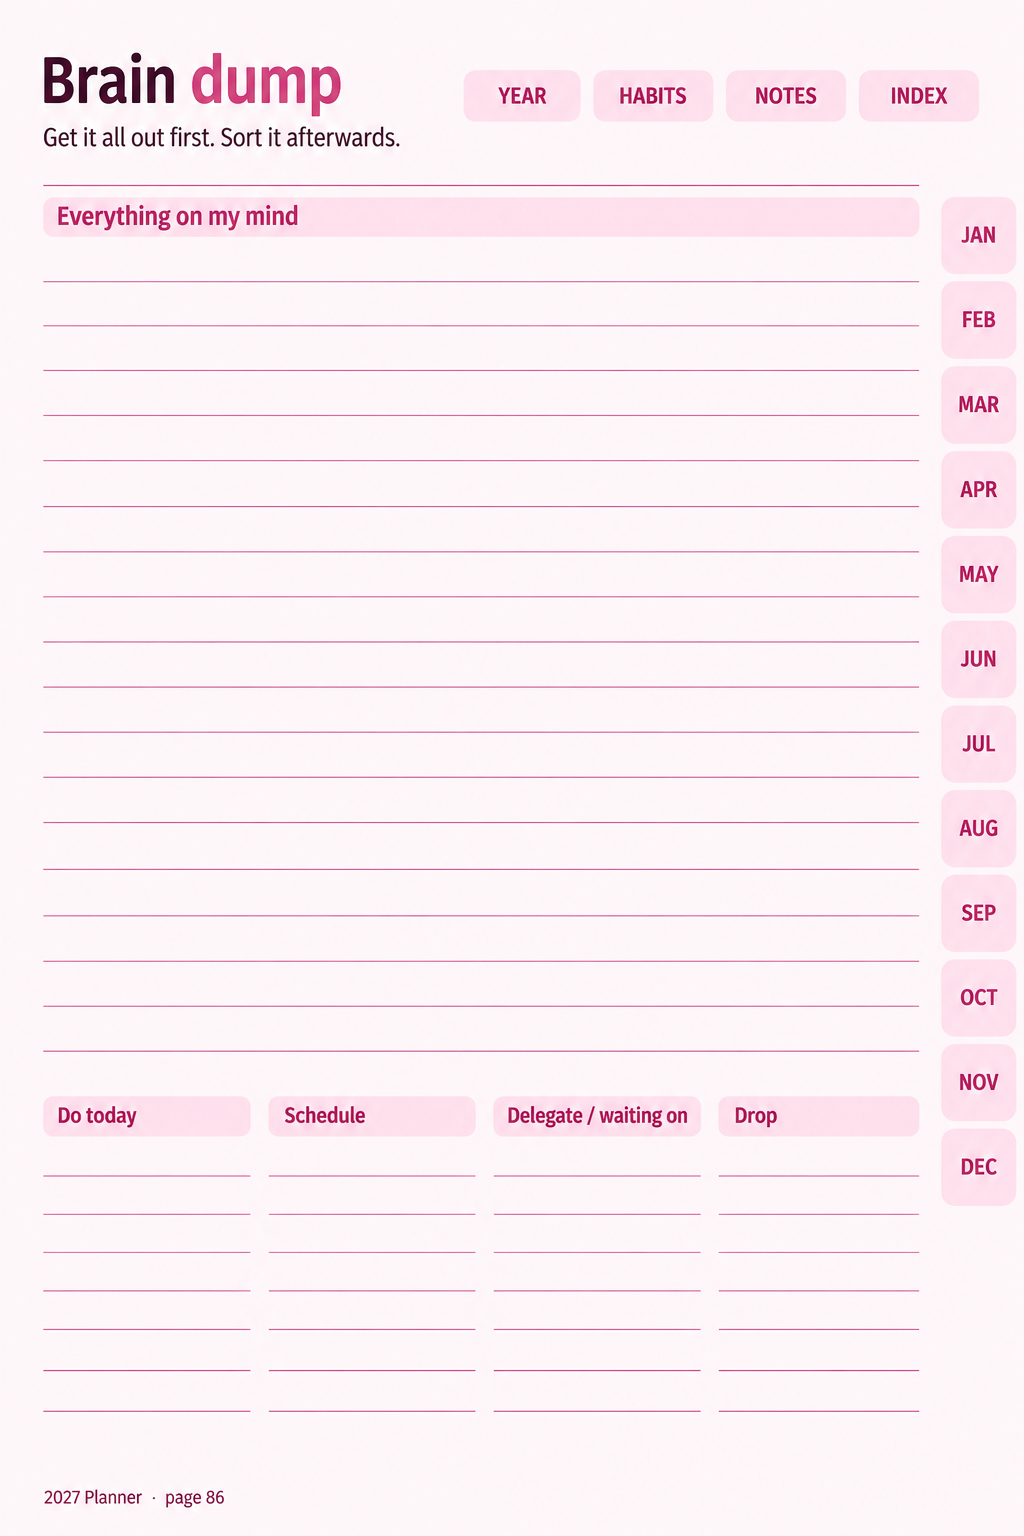 Brain dump
Get it all out first. Sort it afterwards.
YEAR
HABITS
NOTES
INDEX
Everything on my mind
JAN
FEB
MAR
APR
MAY
JUN
JUL
AUG
SEP
OCT
NOV
DEC
Do today
Schedule
Delegate / waiting on
Drop
2027 Planner · page 86